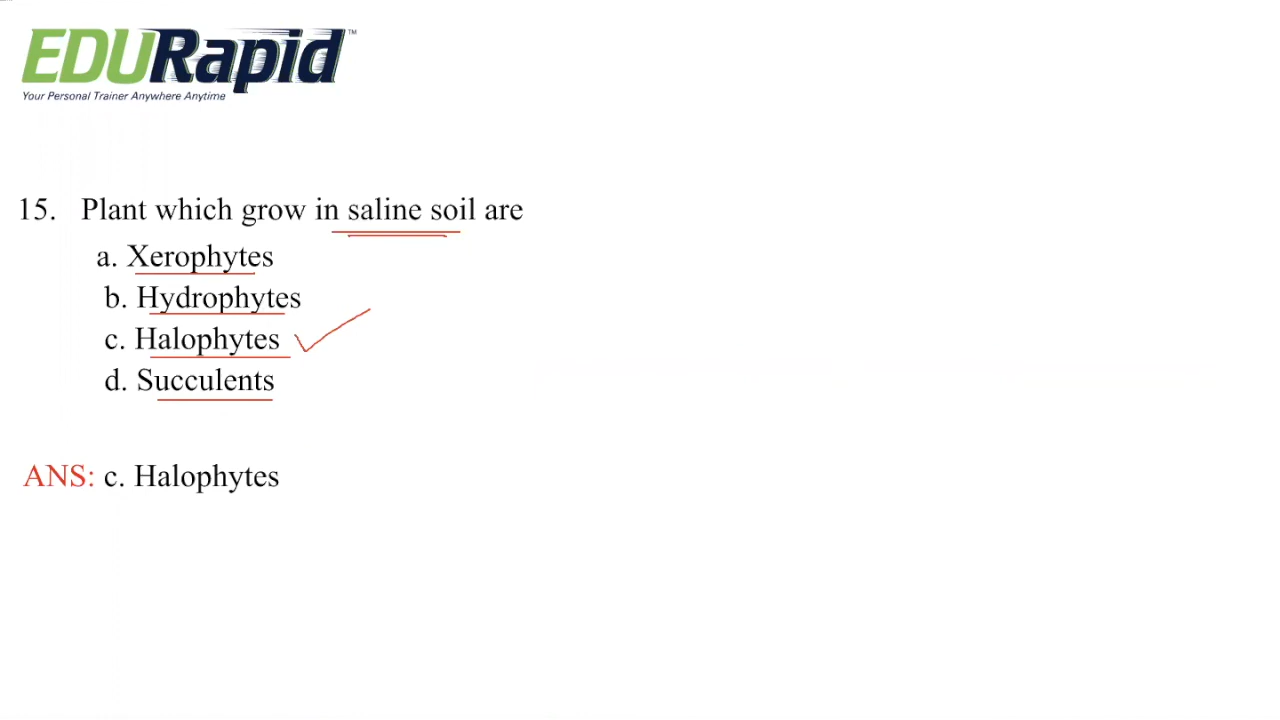 EDURapid™
Your Personal Trainer Anywhere Anytime
15. Plant which grow in saline soil are
a. Xerophytes
b. Hydrophytes
c. Halophytes
d. Succulents
ANS: c. Halophytes